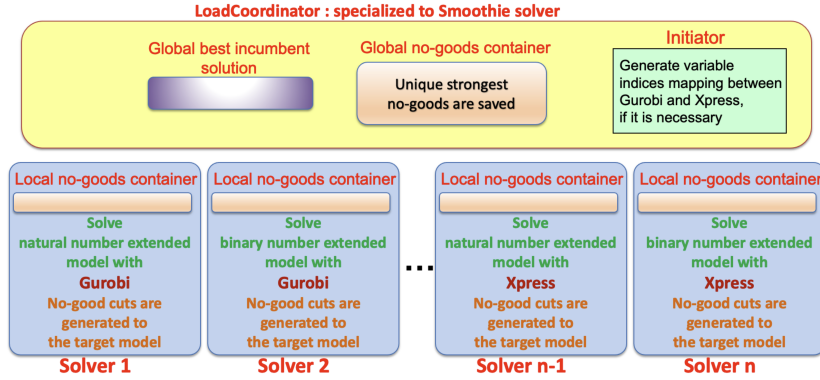 LoadCoordinator : specialized to Smoothie solver
Global best incumbent
solution
Global no-goods container
Unique strongest
no-goods are saved
Initiator
Generate variable
indices mapping between
Gurobi and Xpress,
if it is necessary
Local no-goods container
Solve
natural number extended
model with
Gurobi
No-good cuts are
generated to
the target model
Solver 1
Local no-goods container
Solve
binary number extended
model with
Gurobi
No-good cuts are
generated to
the target model
Solver 2
...
Local no-goods container
Solve
natural number extended
model with
Xpress
No-good cuts are
generated to
the target model
Solver n-1
Local no-goods container
Solve
binary number extended
model with
Xpress
No-good cuts are
generated to
the target model
Solver n